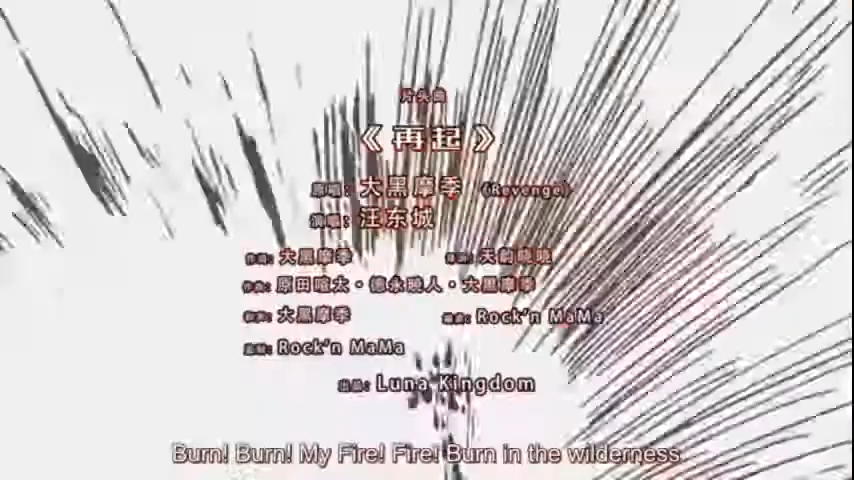 片头曲
《再起》
原唱：大黑摩季 （Revenge）
演唱：汪东城
作词：大黑摩季
作曲：原田喧太・德永暁人・大黑摩季
大黑摩季 编曲：Rock'n MaMa
监制：Rock'n MaMa
出品：Luna Kingdom
Burn! Burn! My Fire! Fire! Burn in the wilderness